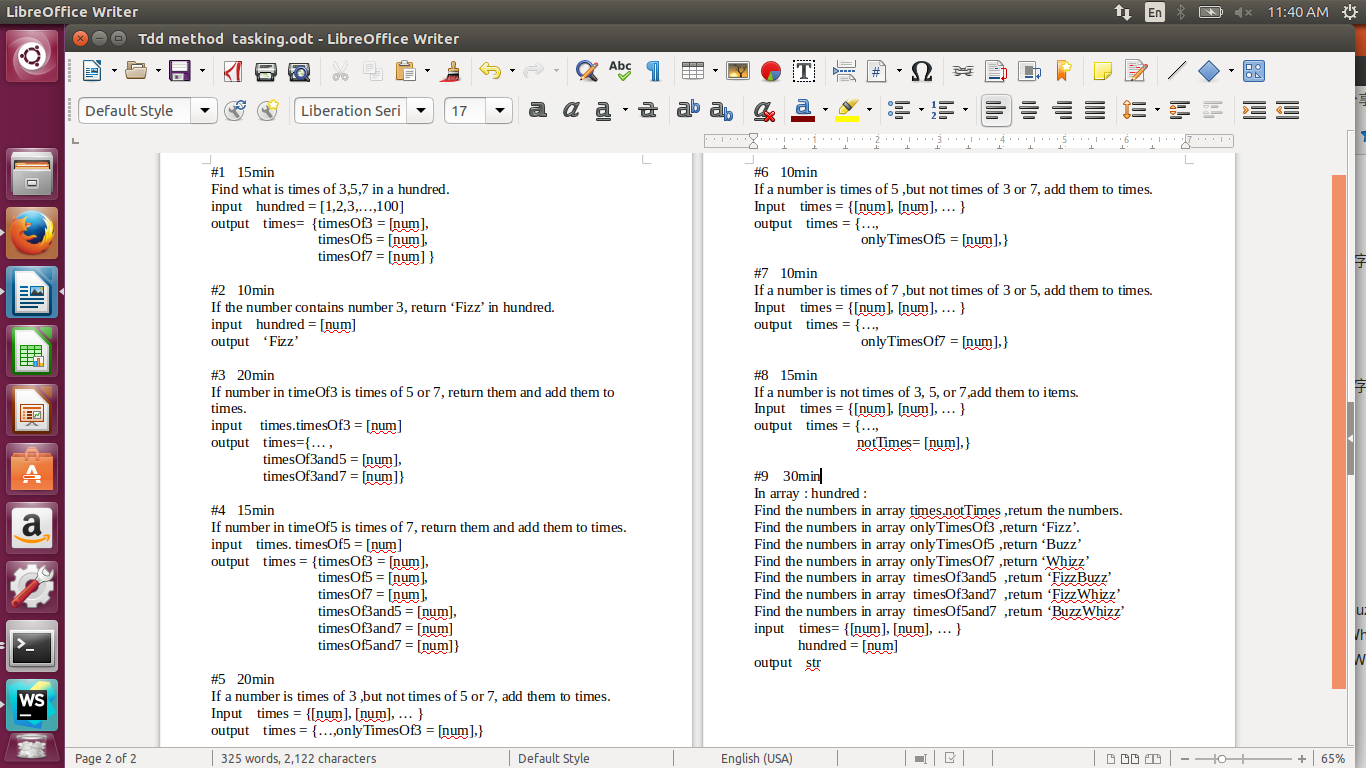 LibreOffice Writer
En
11:40 AM
Tdd method  tasking.odt - LibreOffice Writer
Abc
Default Style
Liberation Seri
17
1 2 3 4 5 6 7
#1   15min
Find what is times of 3,5,7 in a hundred.
input    hundred = [1,2,3,…,100]
output    times=  {timesOf3 = [num],
timesOf5 = [num],
timesOf7 = [num] }
#2   10min
If the number contains number 3, return ‘Fizz’ in hundred.
input    hundred = [num]
output    ‘Fizz’
#3   20min
If number in timeOf3 is times of 5 or 7, return them and add them to
times.
input     times.timesOf3 = [num]
output    times={… ,
timesOf3and5 = [num],
timesOf3and7 = [num]}
#4   15min
If number in timeOf5 is times of 7, return them and add them to times.
input    times. timesOf5 = [num]
output    times = {timesOf3 = [num],
timesOf5 = [num],
timesOf7 = [num],
timesOf3and5 = [num],
timesOf3and7 = [num]
timesOf5and7 = [num]}
#5   20min
If a number is times of 3 ,but not times of 5 or 7, add them to times.
Input    times = {[num], [num], … }
output    times = {…,onlyTimesOf3 = [num],}
#6   10min
If a number is times of 5 ,but not times of 3 or 7, add them to times.
Input    times = {[num], [num], … }
output    times = {…,
onlyTimesOf5 = [num],}
#7   10min
If a number is times of 7 ,but not times of 3 or 5, add them to times.
Input    times = {[num], [num], … }
output    times = {…,
onlyTimesOf7 = [num],}
#8   15min
If a number is not times of 3, 5, or 7,add them to items.
Input    times = {[num], [num], … }
output    times = {…,
notTimes= [num],}
#9    30min
In array : hundred :
Find the numbers in array times.notTimes ,return the numbers.
Find the numbers in array onlyTimesOf3 ,return ‘Fizz’.
Find the numbers in array onlyTimesOf5 ,return ‘Buzz’
Find the numbers in array onlyTimesOf7 ,return ‘Whizz’
Find the numbers in array  timesOf3and5  ,return ‘FizzBuzz’
Find the numbers in array  timesOf3and7  ,return ‘FizzWhizz’
Find the numbers in array  timesOf5and7  ,return ‘BuzzWhizz’
input    times= {[num], [num], … }
hundred = [num]
output    str
WS
Page 2 of 2
325 words, 2,122 characters
Default Style
English (USA)
65%